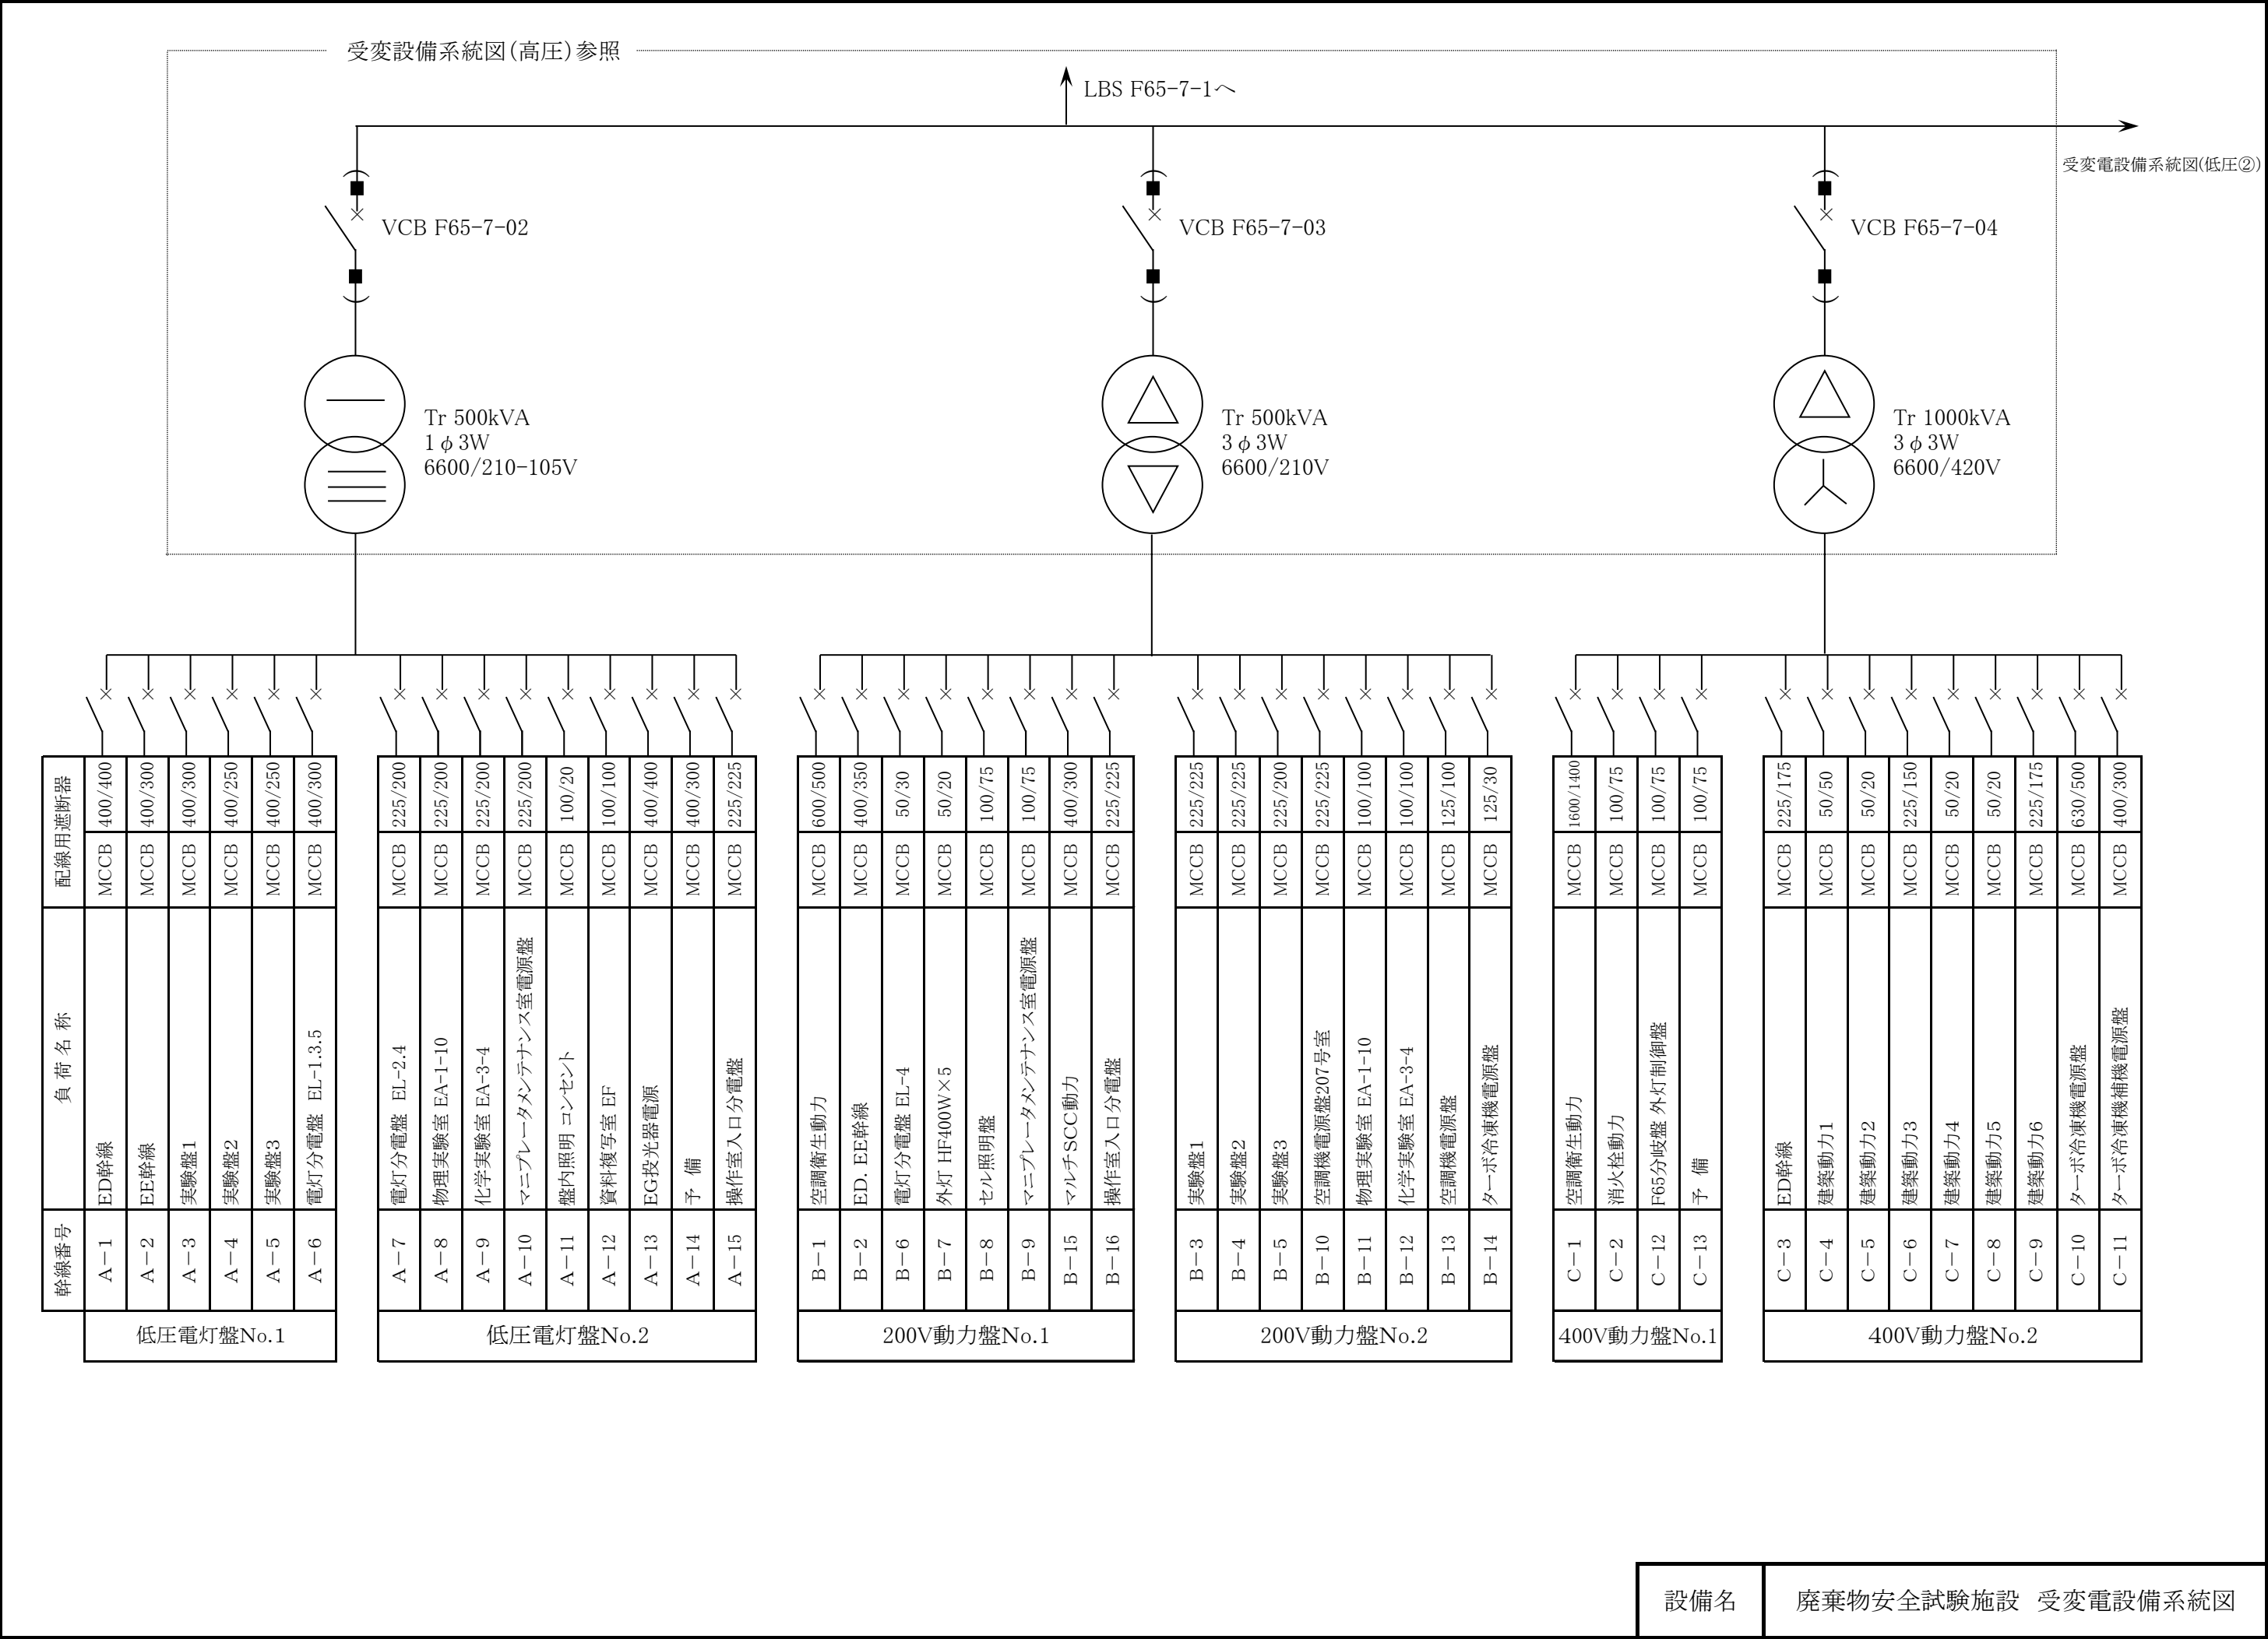 受変設備系統図(高圧)参照
LBS F65-7-1へ
受変電設備系統図(低圧②)
VCB F65-7-02
VCB F65-7-03
VCB F65-7-04
Tr 500kVA
1φ3W
6600/210-105V
Tr 500kVA
3φ3W
6600/210V
Tr 1000kVA
3φ3W
6600/420V
配線用遮断器
負 荷 名 称
幹線番号
400/400
MCCB
ED幹線
A-1
400/300
MCCB
EE幹線
A-2
400/300
MCCB
実験盤1
A-3
400/250
MCCB
実験盤2
A-4
400/250
MCCB
実験盤3
A-5
400/300
MCCB
電灯分電盤 EL-1.3.5
A-6
低圧電灯盤No.1
225/200
MCCB
電灯分電盤 EL-2.4
A-7
225/200
MCCB
物理実験室 EA-1-10
A-8
225/200
MCCB
化学実験室 EA-3-4
A-9
225/200
MCCB
マニプレータメンテナンス室電源盤
A-10
100/20
MCCB
盤内照明 コンセント
A-11
100/100
MCCB
資料複写室 EF
A-12
400/400
MCCB
EG投光器電源
A-13
400/300
MCCB
予 備
A-14
225/225
MCCB
操作室入口分電盤
A-15
低圧電灯盤No.2
600/500
MCCB
空調衛生動力
B-1
400/350
MCCB
ED. EE幹線
B-2
50/30
MCCB
電灯分電盤 EL-4
B-6
50/20
MCCB
外灯 HF400W×5
B-7
100/75
MCCB
セル照明盤
B-8
100/75
MCCB
マニプレータメンテナンス室電源盤
B-9
400/300
MCCB
マルチSCC動力
B-15
225/225
MCCB
操作室入口分電盤
B-16
200V動力盤No.1
225/225
MCCB
実験盤1
B-3
225/225
MCCB
実験盤2
B-4
225/200
MCCB
実験盤3
B-5
225/225
MCCB
空調機電源盤207号室
B-10
100/100
MCCB
物理実験室 EA-1-10
B-11
100/100
MCCB
化学実験室 EA-3-4
B-12
125/100
MCCB
空調機電源盤
B-13
125/30
MCCB
ターボ冷凍機電源盤
B-14
200V動力盤No.2
1600/1400
MCCB
空調衛生動力
C-1
100/75
MCCB
消火栓動力
C-2
100/75
MCCB
F65分岐盤 外灯制御盤
C-12
100/75
MCCB
予 備
C-13
400V動力盤No.1
225/175
MCCB
ED幹線
C-3
50/50
MCCB
建築動力1
C-4
50/20
MCCB
建築動力2
C-5
225/150
MCCB
建築動力3
C-6
50/20
MCCB
建築動力4
C-7
50/20
MCCB
建築動力5
C-8
225/175
MCCB
建築動力6
C-9
630/500
MCCB
ターボ冷凍機電源盤
C-10
400/300
MCCB
ターボ冷凍機補機電源盤
C-11
400V動力盤No.2
設備名
廃棄物安全試験施設 受変電設備系統図